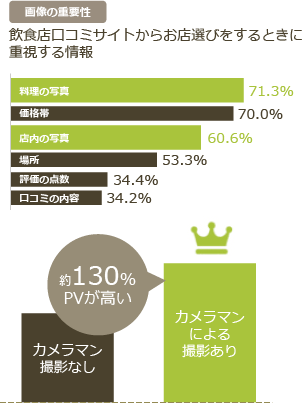 画像の重要性
飲食店口コミサイトからお店選びをするときに
重視する情報
料理の写真 71.3%
価格帯 70.0%
店内の写真 60.6%
場所 53.3%
評価の点数 34.4%
口コミの内容 34.2%
約130%
PVが高い
カメラマン
撮影なし
カメラマン
による
撮影あり